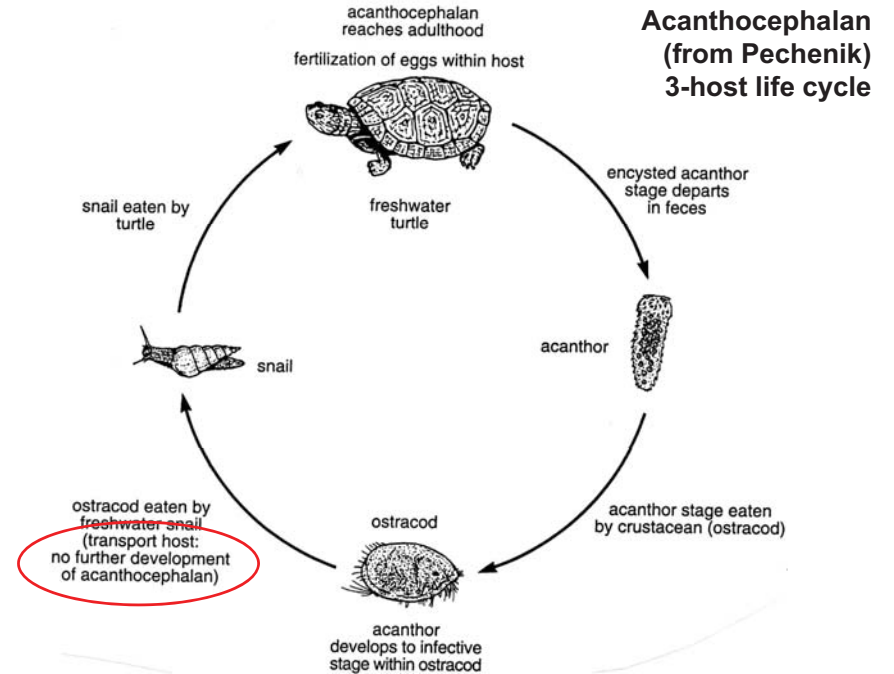 Acanthocephalan
(from Pechenik)
3-host life cycle
acanthocephalan
reaches adulthood
fertilization of eggs within host
freshwater
turtle
encysted acanthor
stage departs
in feces
acanthor
acanthor stage eaten
by crustacean (ostracod)
ostracod
acanthor
develops to infective
stage within ostracod
ostracod eaten by
freshwater snail
(transport host:
no further development
of acanthocephalan)
snail
snail eaten by
turtle